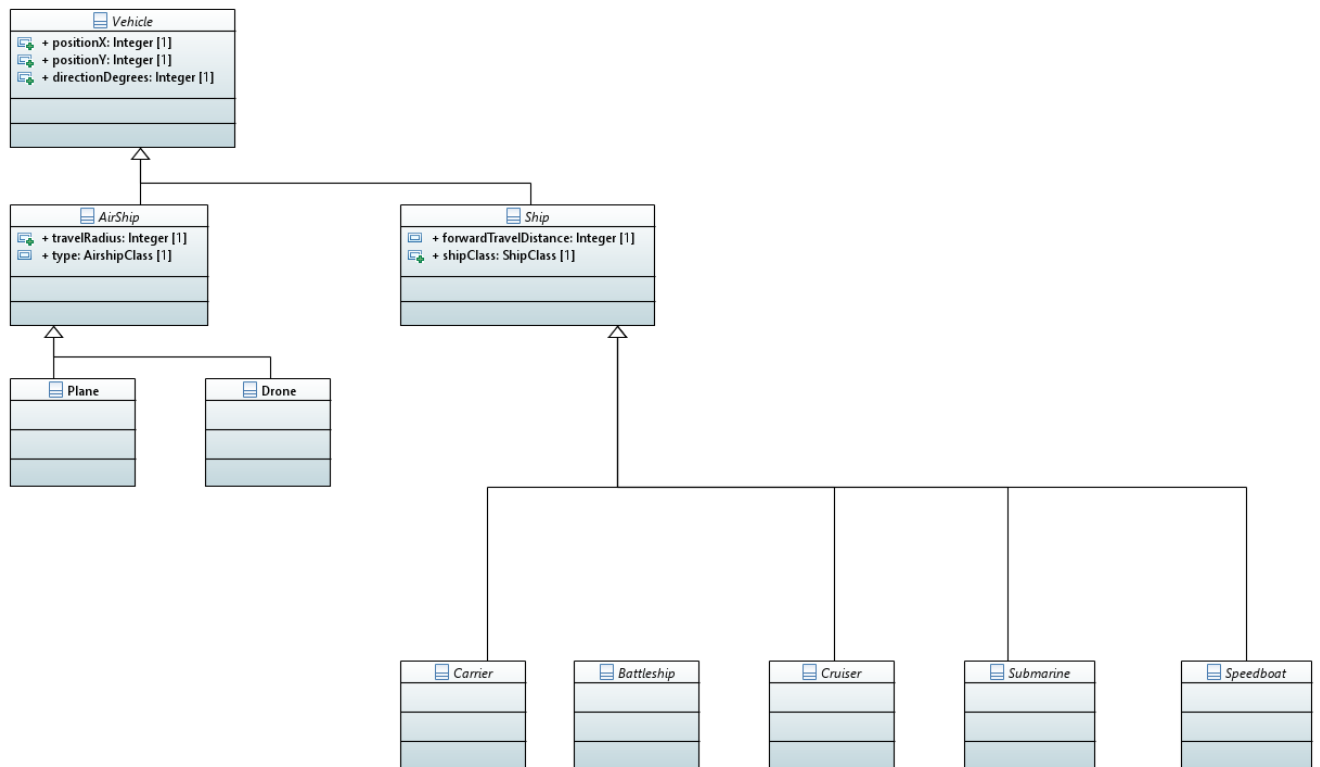 Vehicle
+ positionX: Integer [1]
+ positionY: Integer [1]
+ directionDegrees: Integer [1]
AirShip
+ travelRadius: Integer [1]
+ type: AirshipClass [1]
Ship
+ forwardTravelDistance: Integer [1]
+ shipClass: ShipClass [1]
Plane
Drone
Carrier
Battleship
Cruiser
Submarine
Speedboat